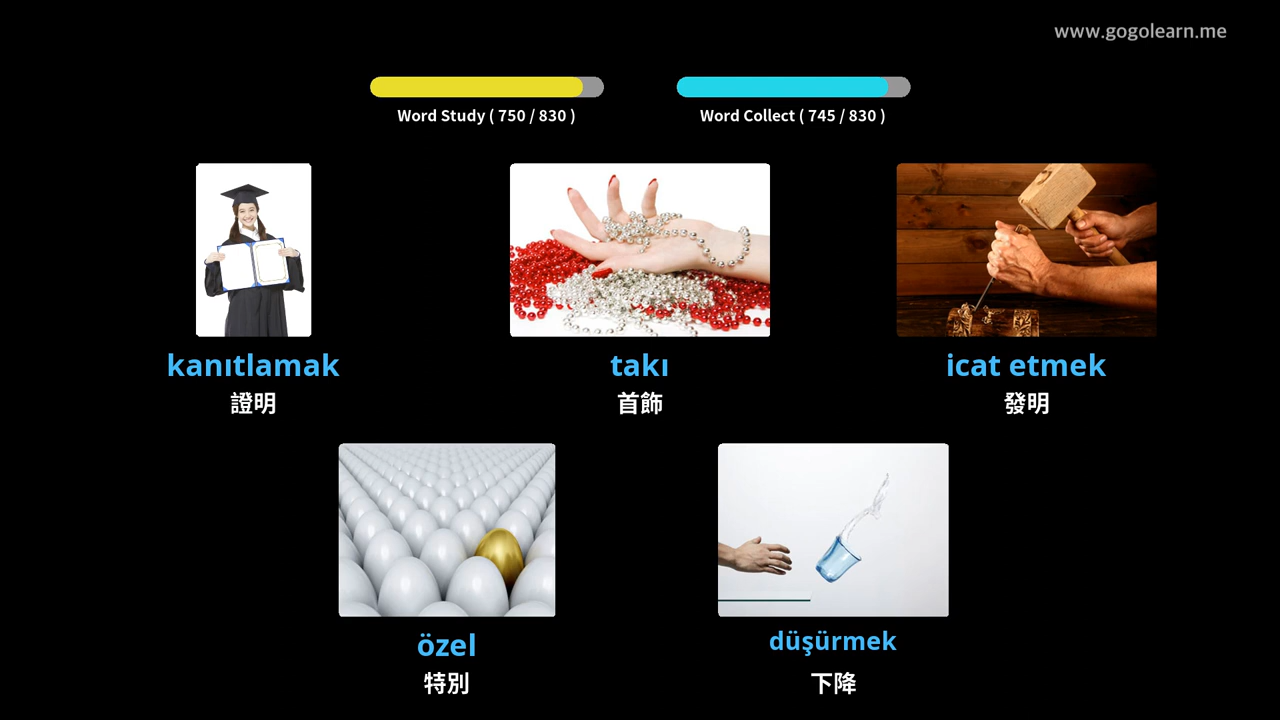 www.gogolearn.me
Word Study ( 750 / 830 )
Word Collect ( 745 / 830 )
kanıtlamak
證明
takı
首飾
icat etmek
發明
özel
特別
düşürmek
下降